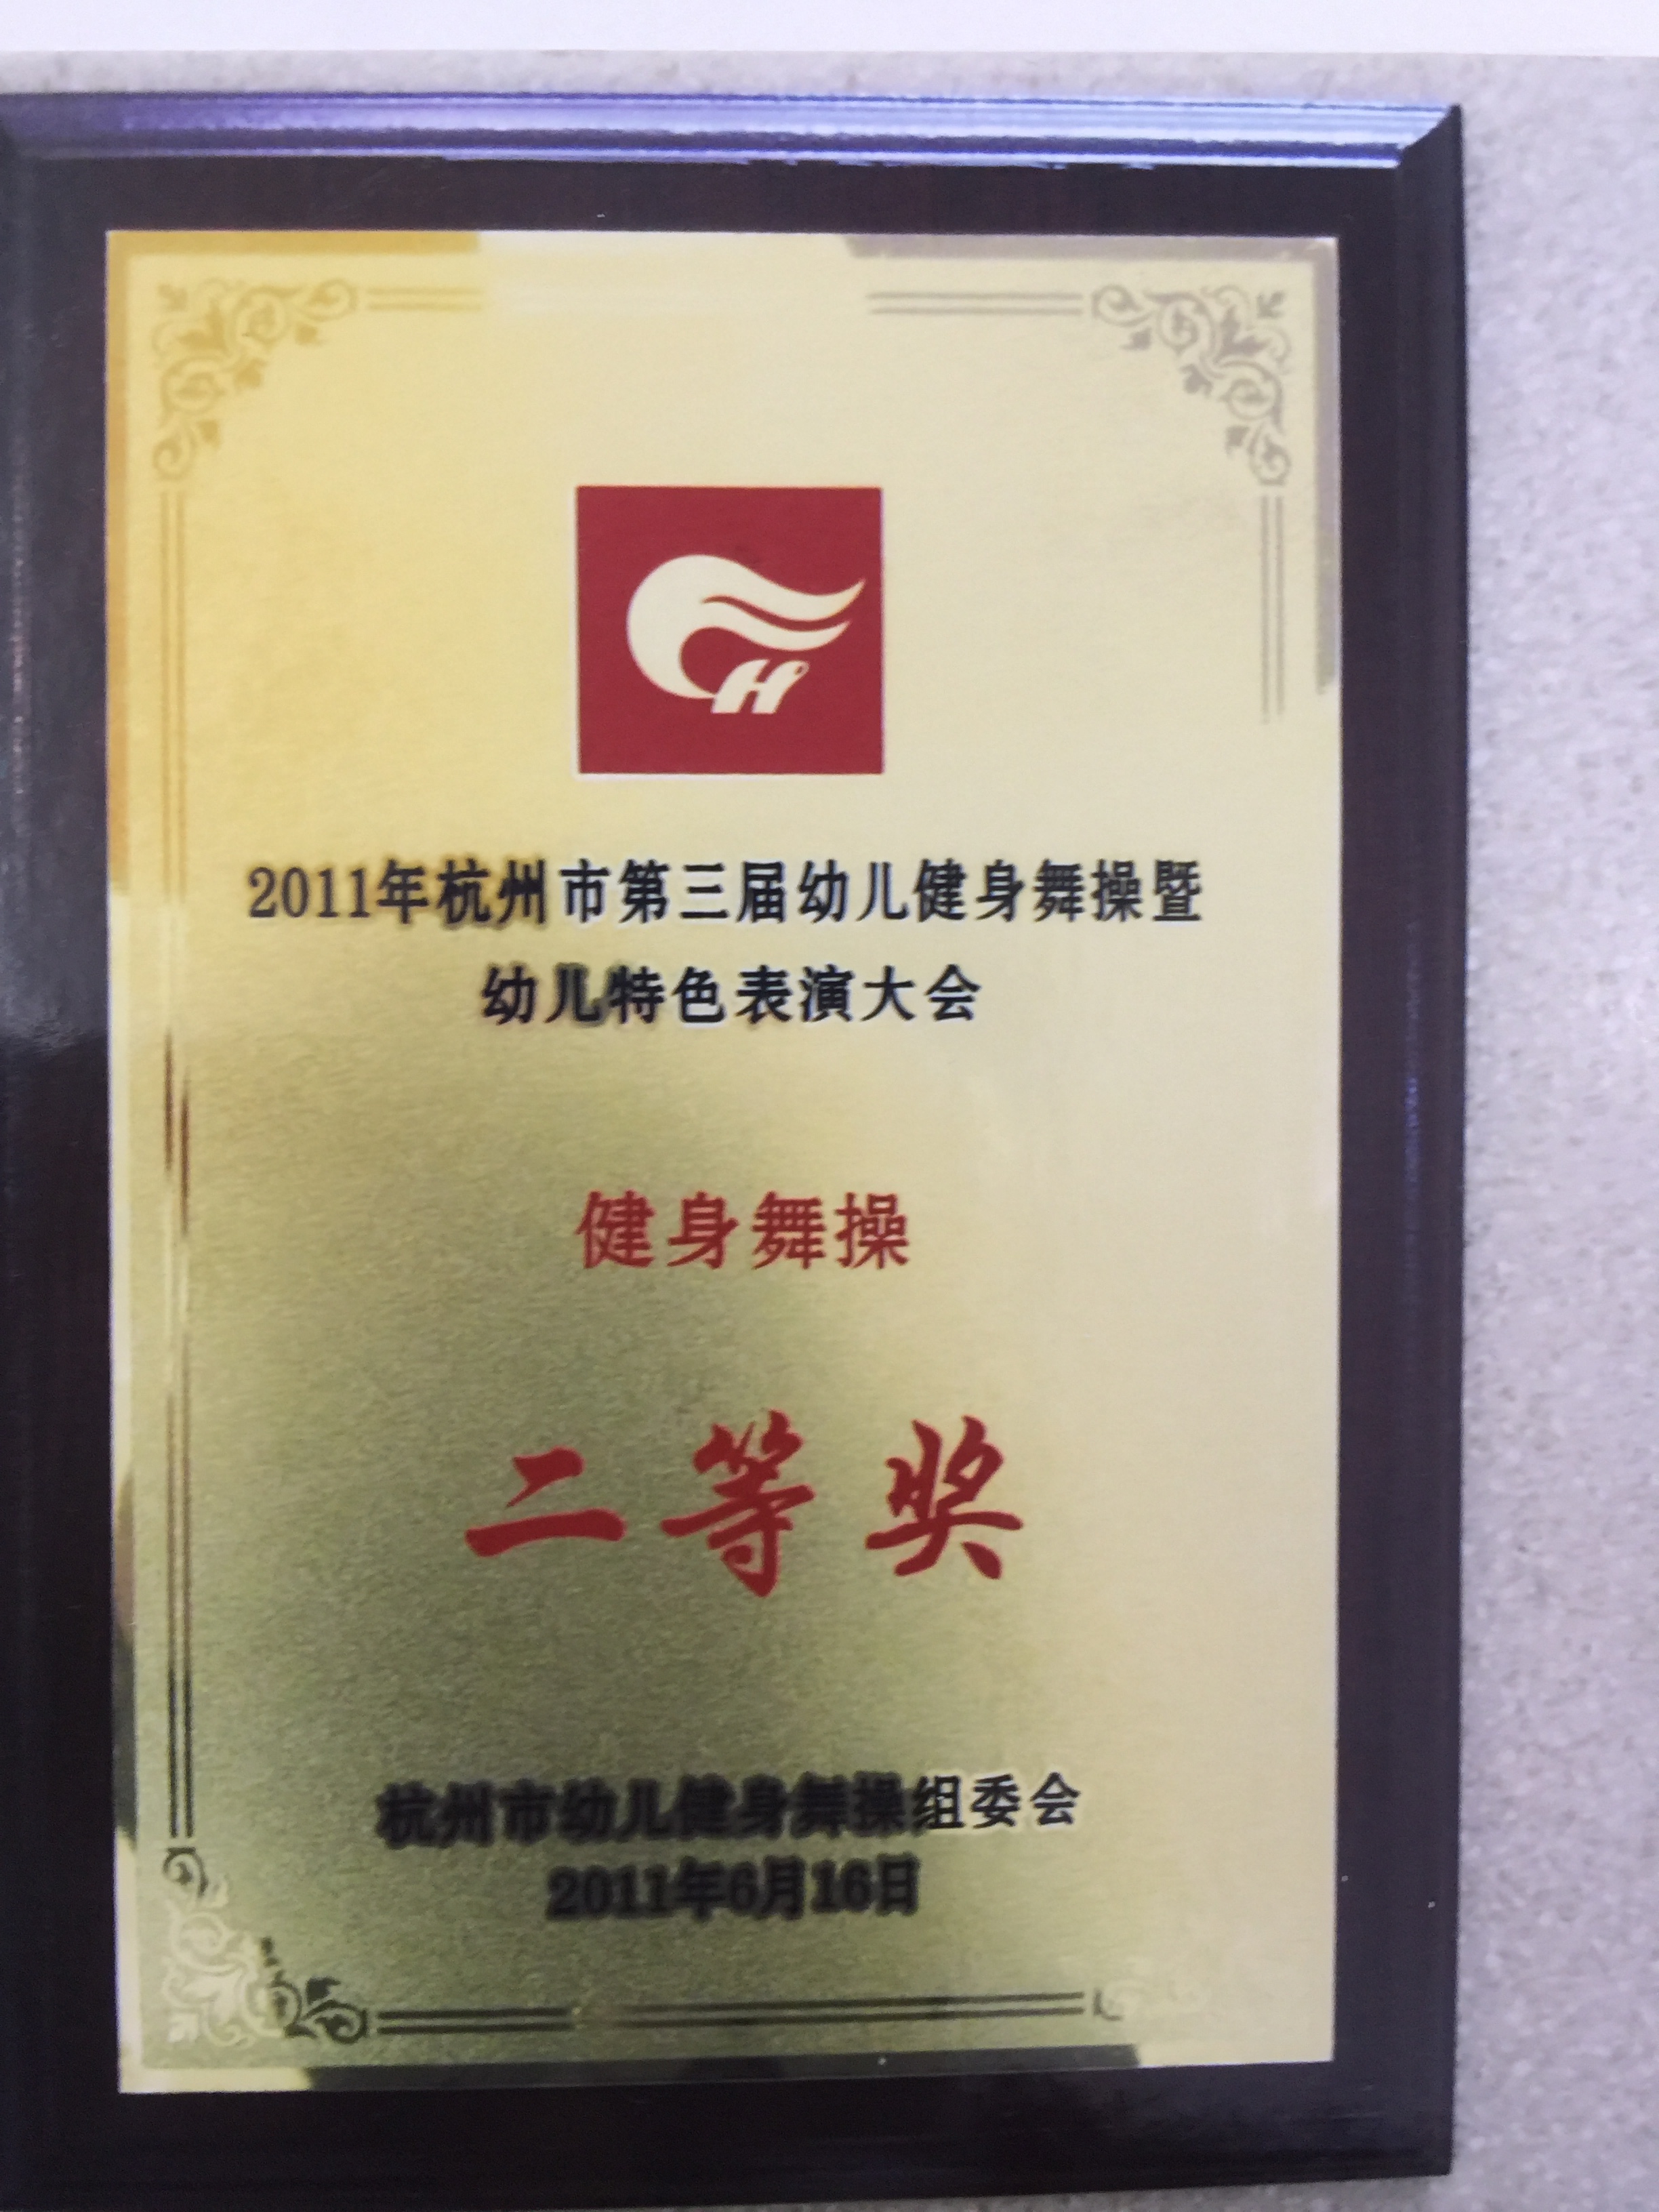 H
2011年杭州市第三届幼儿健身舞操暨
幼儿特色表演大会
健身舞操
二等奖
杭州市幼儿健身舞操组委会
2011年6月16日